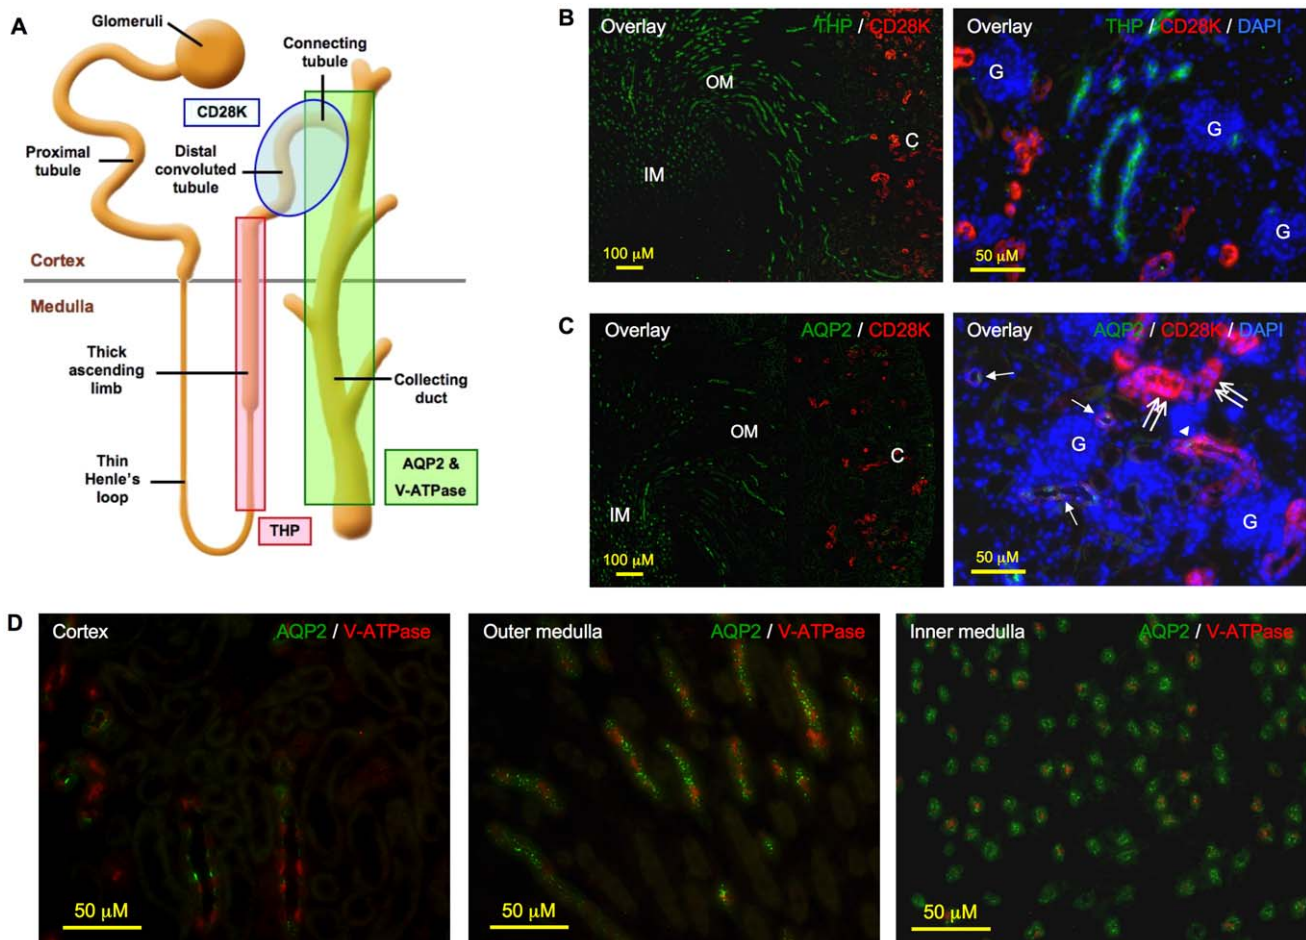 A
Glomeruli
Connecting
tubule
CD28K
Proximal
tubule
Distal
convoluted
tubule
Cortex
Medulla
Thick
ascending
limb
Collecting
duct
Thin
Henle's
loop
AQP2 &
V-ATPase
THP
B
Overlay
THP / CD28K
OM
C
IM
100 μM
Overlay
THP / CD28K / DAPI
G
G
G
50 μM
C
Overlay
AQP2 / CD28K
OM
C
IM
100 μM
Overlay
AQP2 / CD28K / DAPI
G
G
50 μM
D
Cortex
AQP2 / V-ATPase
50 μM
Outer medulla
AQP2 / V-ATPase
50 μM
Inner medulla
AQP2 / V-ATPase
50 μM